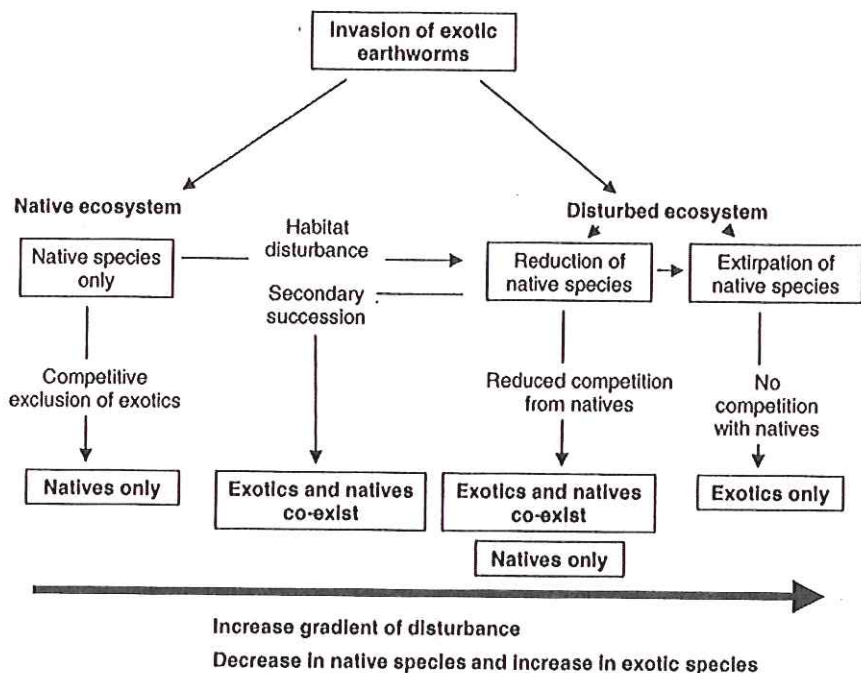 Invasion of exotic
earthworms
Native ecosystem
Disturbed ecosystem
Native species
only
Habitat
disturbance
Secondary
succession
Reduction of
native species
Extirpation of
native species
Competitive
exclusion of exotics
Reduced competition
from natives
No
competition
with natives
Natives only
Exotics and natives
co-exist
Exotics and natives
co-exist
Natives only
Exotics only
Increase gradient of disturbance
Decrease in native species and increase in exotic species